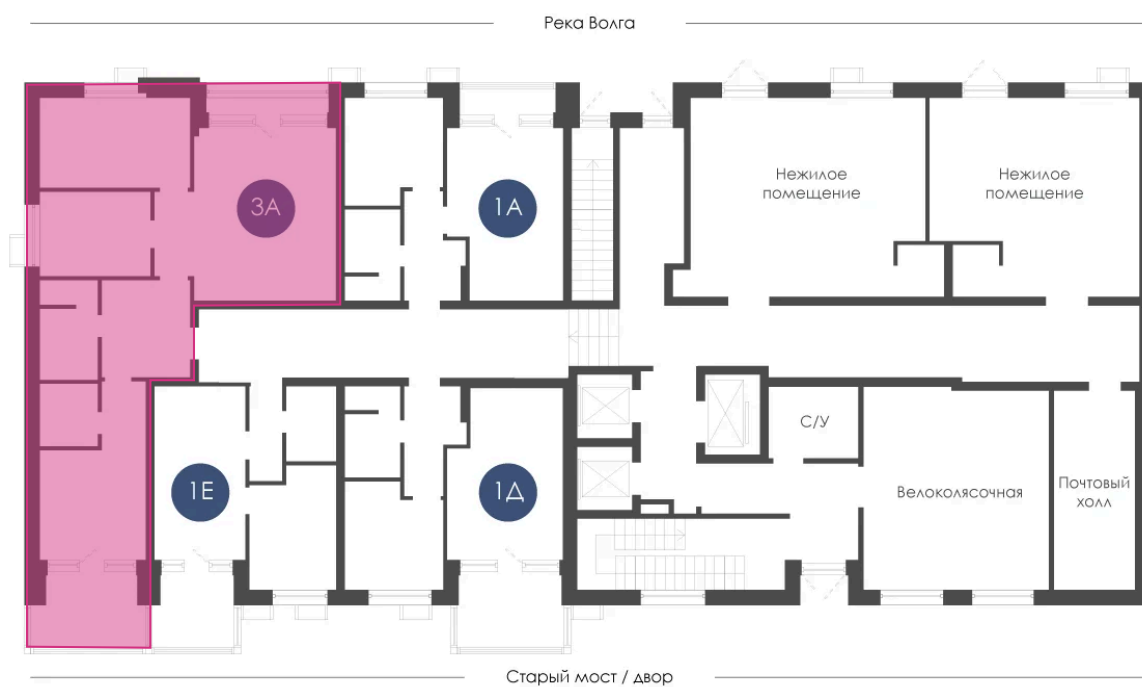 Река Волга
3А
1А
Нежилое
помещение
Нежилое
помещение
1Е
1Д
С/У
Велоколясочная
Почтовый
холл
Старый мост / двор